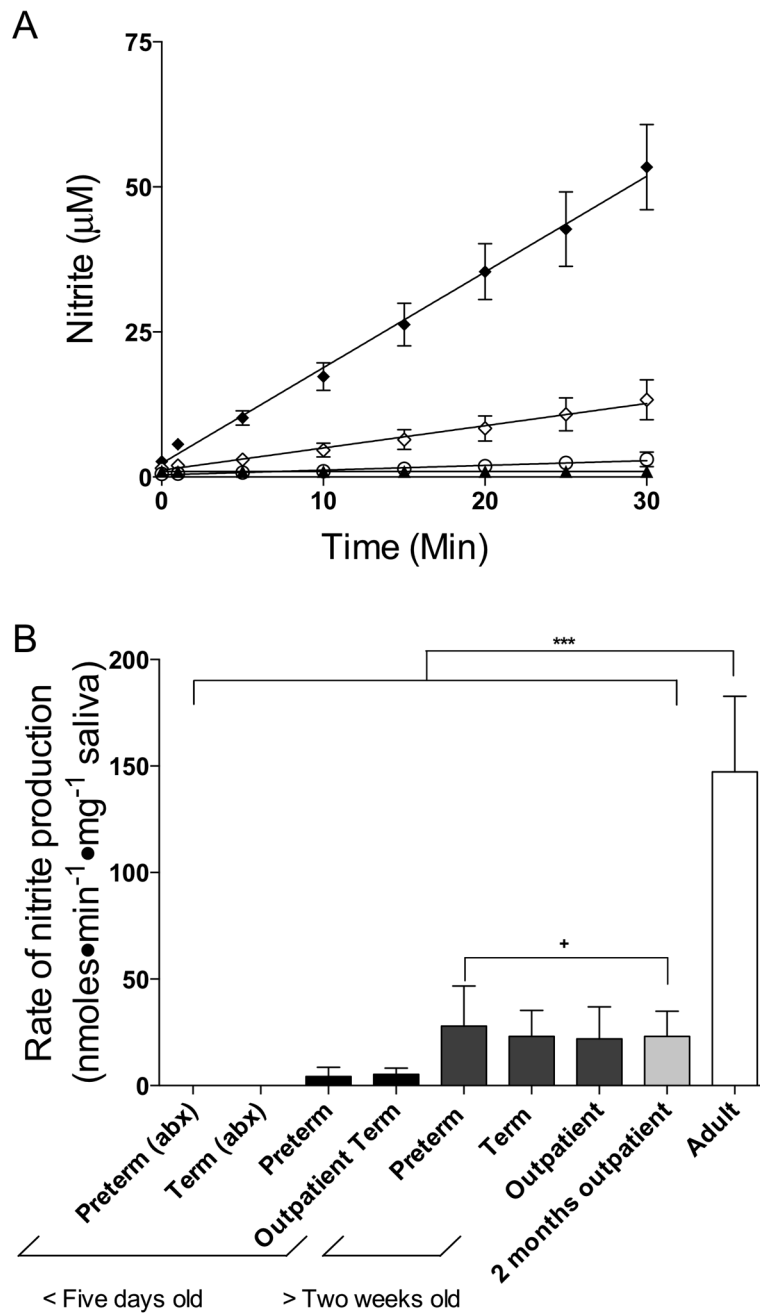 A
75
50
25
0
Nitrite (μM)
0 10 20 30
Time (Min)
B
200
150
100
50
0
Rate of nitrite production
(nmoles•min⁻¹•mg⁻¹ saliva)
***
+
Preterm (abx)
Term (abx)
Preterm
Outpatient Term
Preterm
Term
Outpatient
2 months outpatient
Adult
< Five days old
> Two weeks old